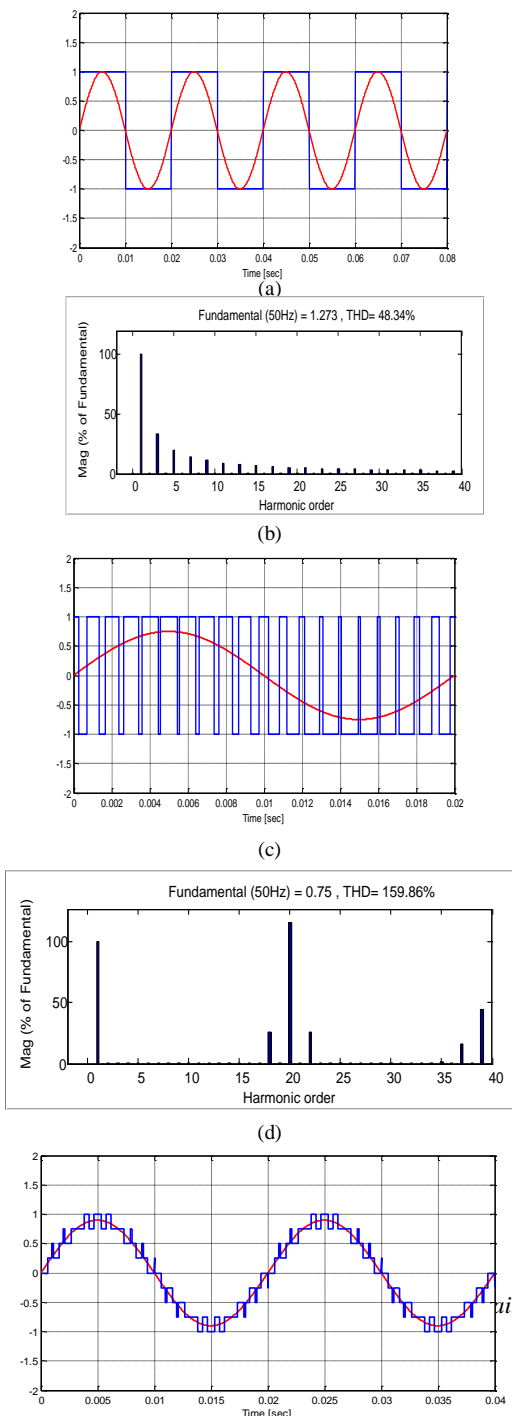 2
1.5
1
0.5
0
-0.5
-1
-1.5
-2
0 0.01 0.02 0.03 0.04 0.05 0.06 0.07 0.08
Time [sec]
(a)
Fundamental (50Hz) = 1.273 , THD= 48.34%
Mag (% of Fundamental)
100
50
0
0 5 10 15 20 25 30 35 40
Harmonic order
(b)
2
1.5
1
0.5
0
-0.5
-1
-1.5
-2
0 0.002 0.004 0.006 0.008 0.01 0.012 0.014 0.016 0.018 0.02
Time [sec]
(c)
Fundamental (50Hz) = 0.75 , THD= 159.86%
Mag (% of Fundamental)
100
50
0
0 5 10 15 20 25 30 35 40
Harmonic order
(d)
2
1.5
1
0.5
0
-0.5
-1
-1.5
-2
ai
0 0.005 0.01 0.015 0.02 0.025 0.03 0.035 0.04
Time [sec]